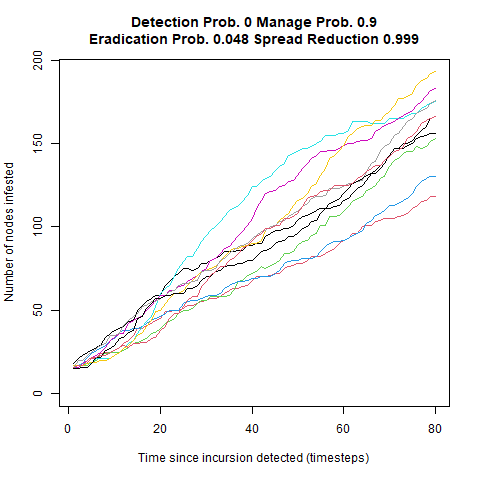 Detection Prob. 0 Manage Prob. 0.9
Eradication Prob. 0.048 Spread Reduction 0.999
Number of nodes infested
200
150
100
50
0
0 20 40 60 80
Time since incursion detected (timesteps)